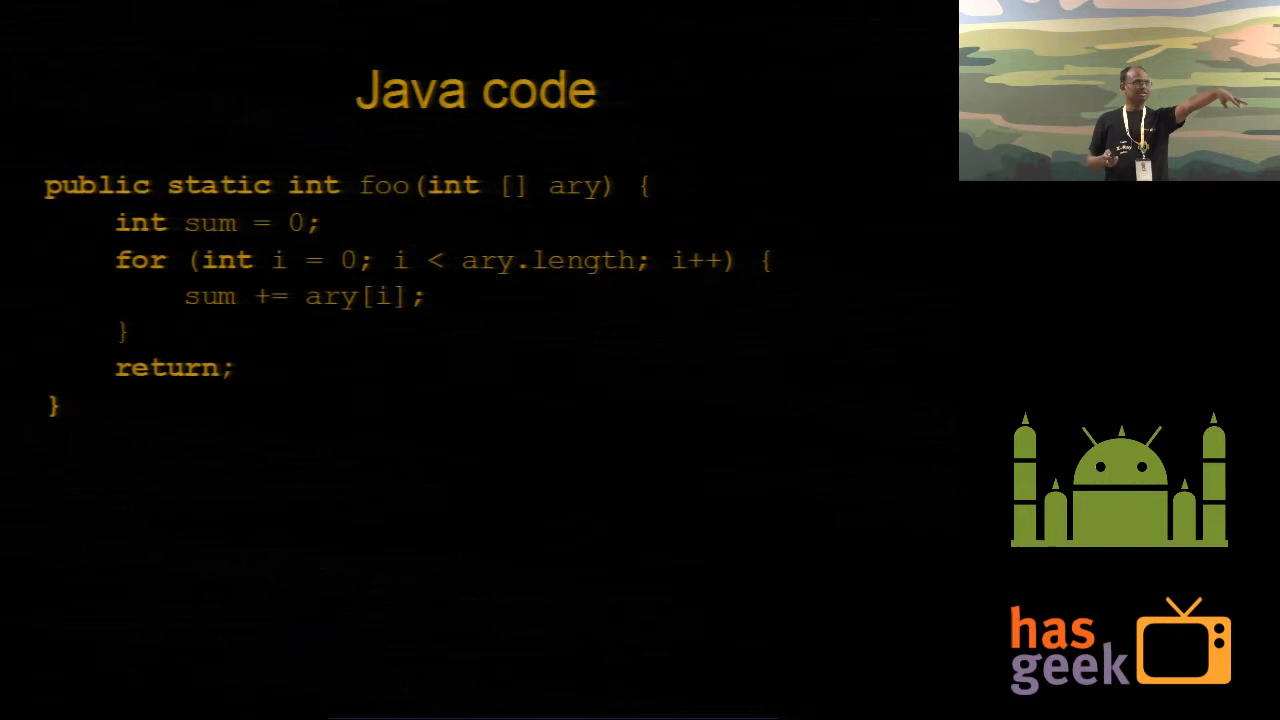 Java code
public static int foo(int [] ary) {
    int sum = 0;
    for (int i = 0; i < ary.length; i++) {
        sum += ary[i];
    }
    return;
}
has
geek